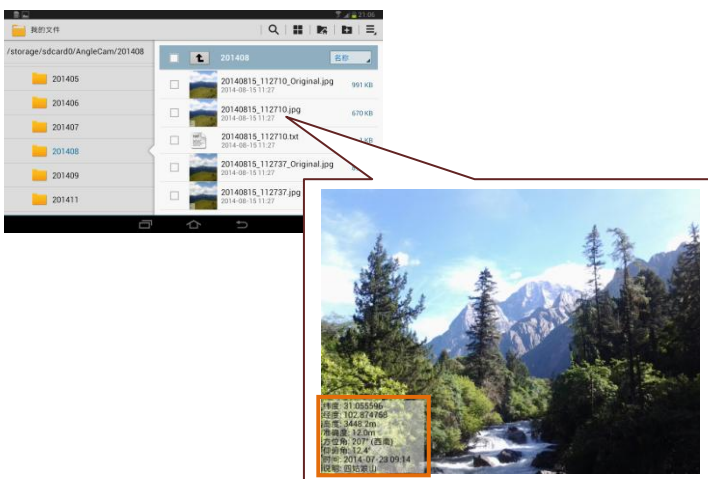 21:06
我的文件
/storage/sdcard0/AngleCam/201408
201405
201406
201407
201408
201409
201411
201408
名称
20140815_112710_Original.jpg
2014-08-15 11:27
991 KB
20140815_112710.jpg
2014-08-15 11:27
670 KB
20140815_112710.txt
2014-08-15 11:27
KB
20140815_112737_Original.jpg
2014-08-15 11:27
20140815_112737.jpg
2014-08-15 11:27
纬度: 31.055596
经度: 102.874768
高度: 3448.2m
准确度: 12.0m
方位角: 207° (西南)
仰俯角: 12.4°
时间: 2014-07-23 09:14
说明: 四姑娘山